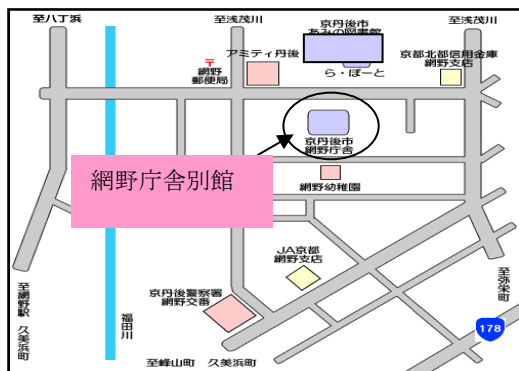 至八丁浜
至浅茂川
京丹後市
あみの図書館
至浅茂川
アミティ丹後
京都北都信用金庫
網野支店
〒
網野
郵便局
ら・ぽーと
京丹後市
網野庁舎
網野庁舎別館
網野幼稚園
JA京都
網野支店
京丹後警察署
網野交番
至網野駅
久美浜町
福田川
至弥栄町
178
至峰山町 久美浜町